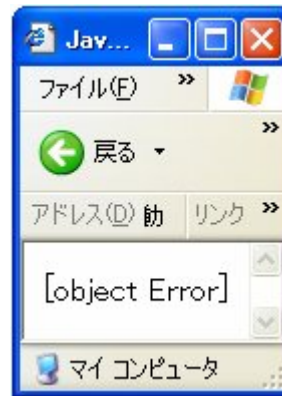 Jav...
ファイル(F) »
戻る »
アドレス(D) 動 リンク »
[object Error]
マイ コンピュータ